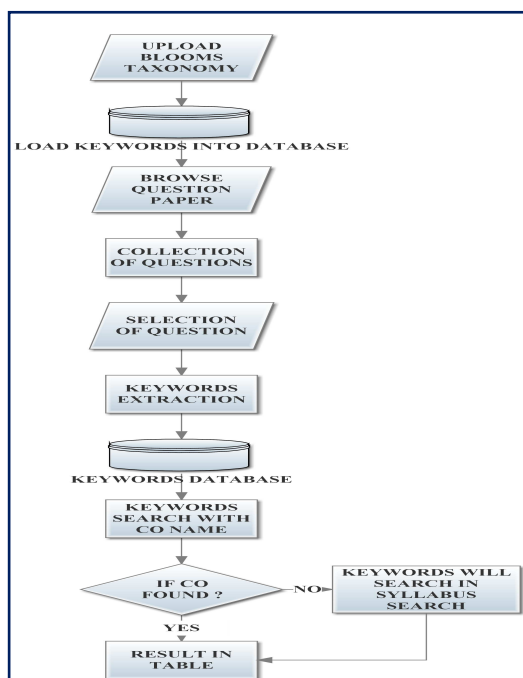 UPLOAD
BLOOMS
TAXONOMY
LOAD KEYWORDS INTO DATABASE
BROWSE
QUESTION
PAPER
COLLECTION
OF QUESTIONS
SELECTION
OF QUESTION
KEYWORDS
EXTRACTION
KEYWORDS DATABASE
KEYWORDS
SEARCH WITH
CO NAME
IF CO
FOUND ?
NO
KEYWORDS WILL
SEARCH IN
SYLLABUS
SEARCH
YES
RESULT IN
TABLE